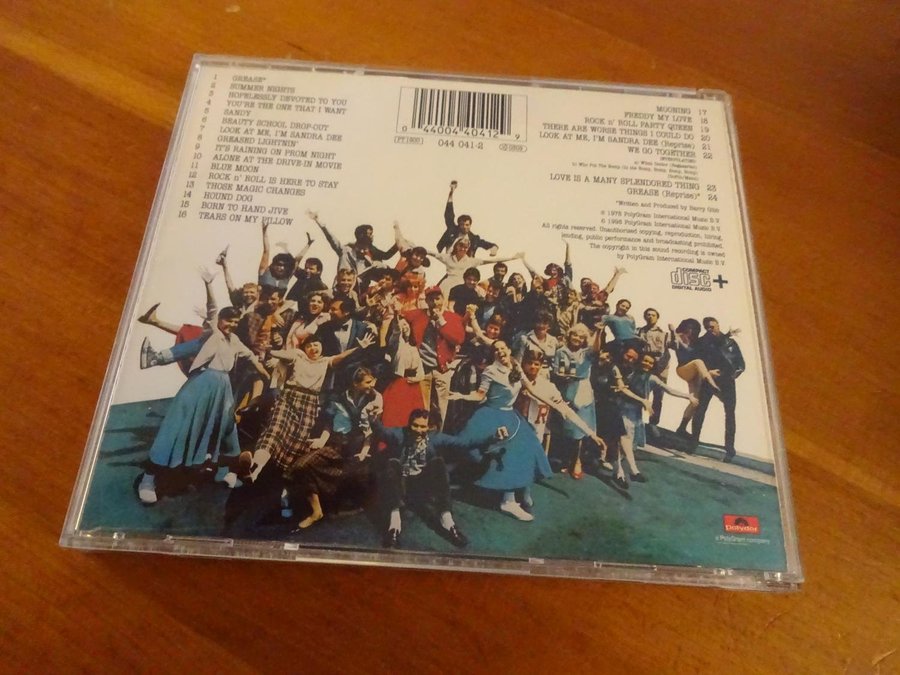 1 GREASE*
2 SUMMER NIGHTS
3 HOPELESSLY DEVOTED TO YOU
4 YOU'RE THE ONE THAT I WANT
5 SANDY
6 BEAUTY SCHOOL DROP-OUT
7 LOOK AT ME, I'M SANDRA DEE
8 GREASED LIGHTNIN'
9 IT'S RAINING ON PROM NIGHT
10 ALONE AT THE DRIVE-IN MOVIE
11 BLUE MOON
12 ROCK n' ROLL IS HERE TO STAY
13 THOSE MAGIC CHANGES
14 HOUND DOG
15 BORN TO HAND JIVE
16 TEARS ON MY PILLOW
0 44004 40412 9
044 041-2
MOONING 17
FREDDY MY LOVE 18
ROCK n' ROLL PARTY QUEEN 19
THERE ARE WORSE THINGS I COULD DO 20
LOOK AT ME, I'M SANDRA DEE (Reprise) 21
WE GO TOGETHER 22
LOVE IS A MANY SPLENDORED THING 23
GREASE (Reprise)* 24
*Written and Produced by Barry Gibb
℗ 1978 PolyGram International Music B.V.
PolyGram International Music B.V.
All rights reserved. Unauthorised copying, reproduction, hiring,
lending, public performance and broadcasting prohibited.
The copyright in this sound recording is owned
by PolyGram International Music B.V.
COMPACT
disc+
DIGITAL AUDIO
R
polydor
a PolyGram company